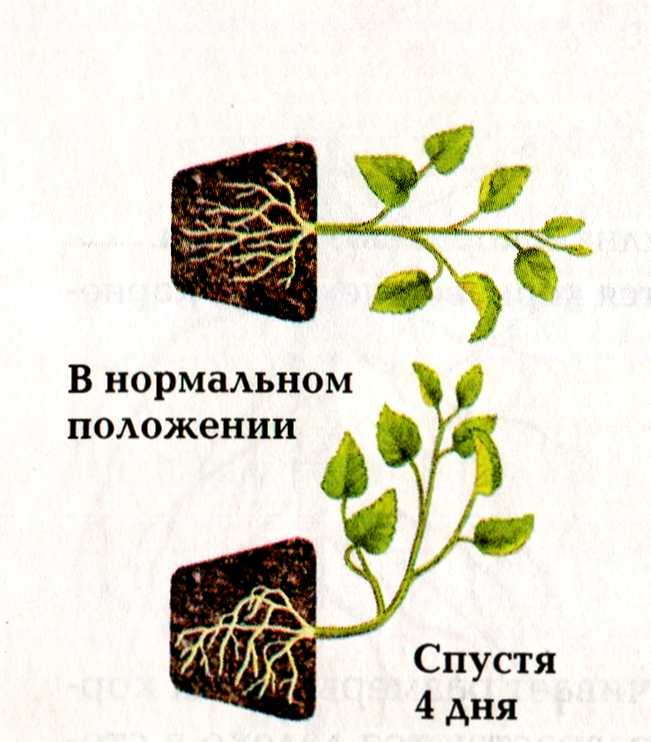 В нормальном
положении
Спустя
4 дня